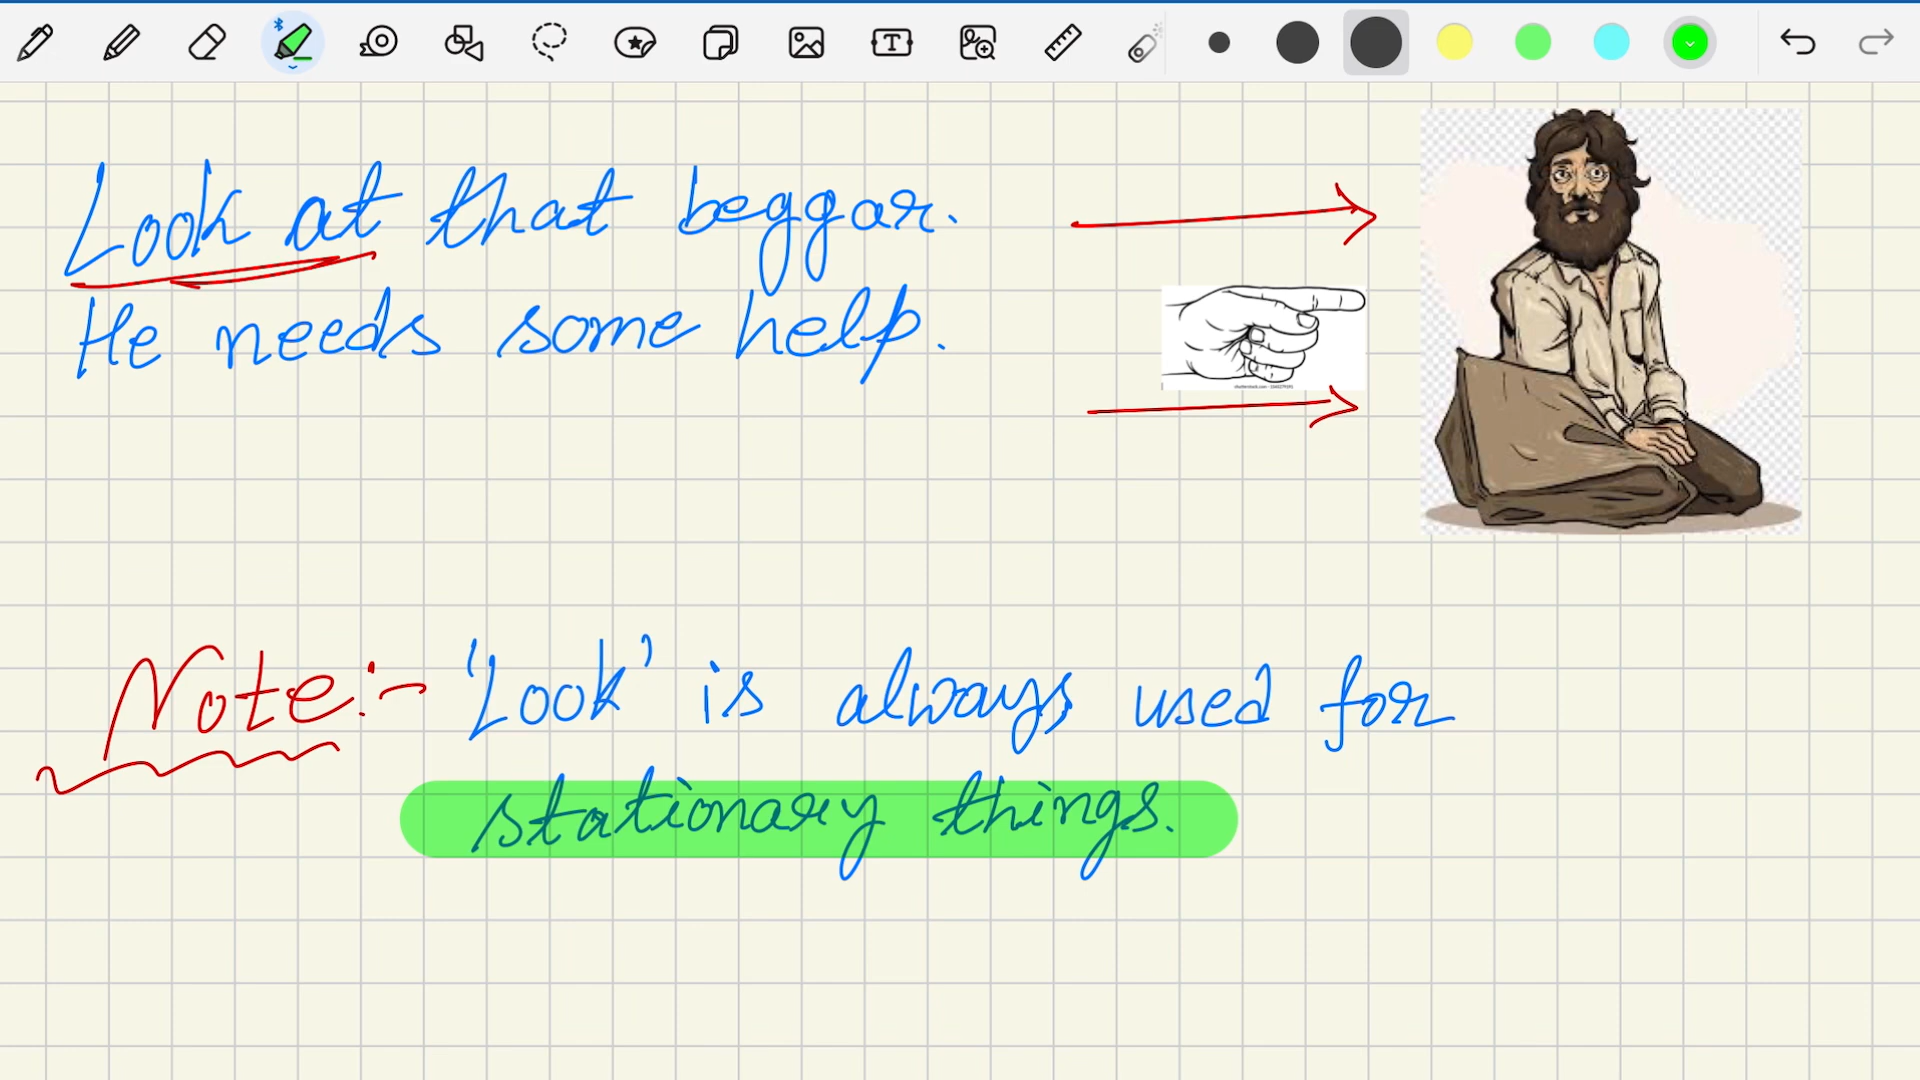 Look at that beggar.
He needs some help.
Note:- 'Look' is always used for
stationary things.